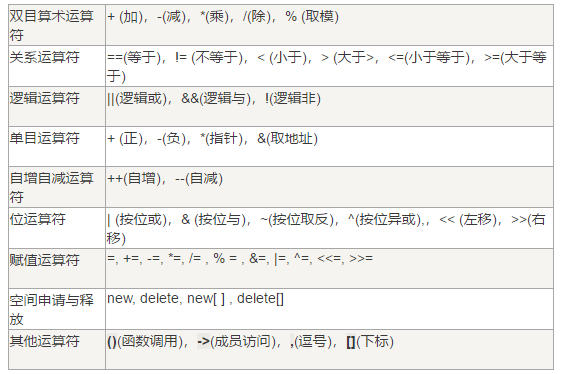 双目算术运算 + (加)，-(减)，*(乘)，/(除)，% (取模)
符
关系运算符 ==(等于)，!= (不等于)，< (小于)，> (大于>，<=(小于等于)，>=(大于等
于)
逻辑运算符 ||(逻辑或)，&&(逻辑与)，!(逻辑非)
单目运算符 + (正)，-(负)，*(指针)，&(取地址)
自增自减运算 ++(自增)，--(自减)
符
位运算符 | (按位或)，& (按位与)，~(按位取反)，^(按位异或),，<< (左移)，>>(右
移)
赋值运算符 =, +=, -=, *=, /= , % = , &=, |=, ^=, <<=, >>=
空间申请与释 new, delete, new[ ] , delete[]
放
其他运算符 ()(函数调用)，->(成员访问)，,(逗号)，[](下标)